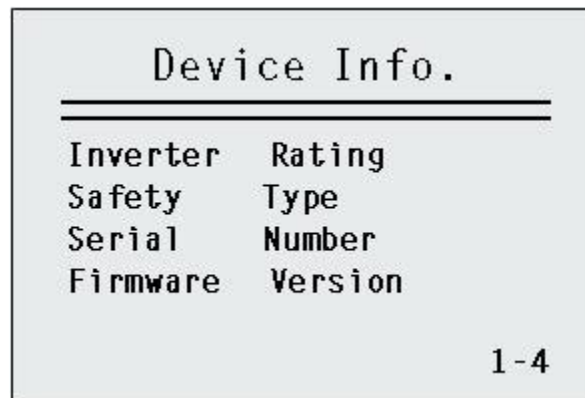 Device Info.
Inverter Rating
Safety Type
Serial Number
Firmware Version
1-4